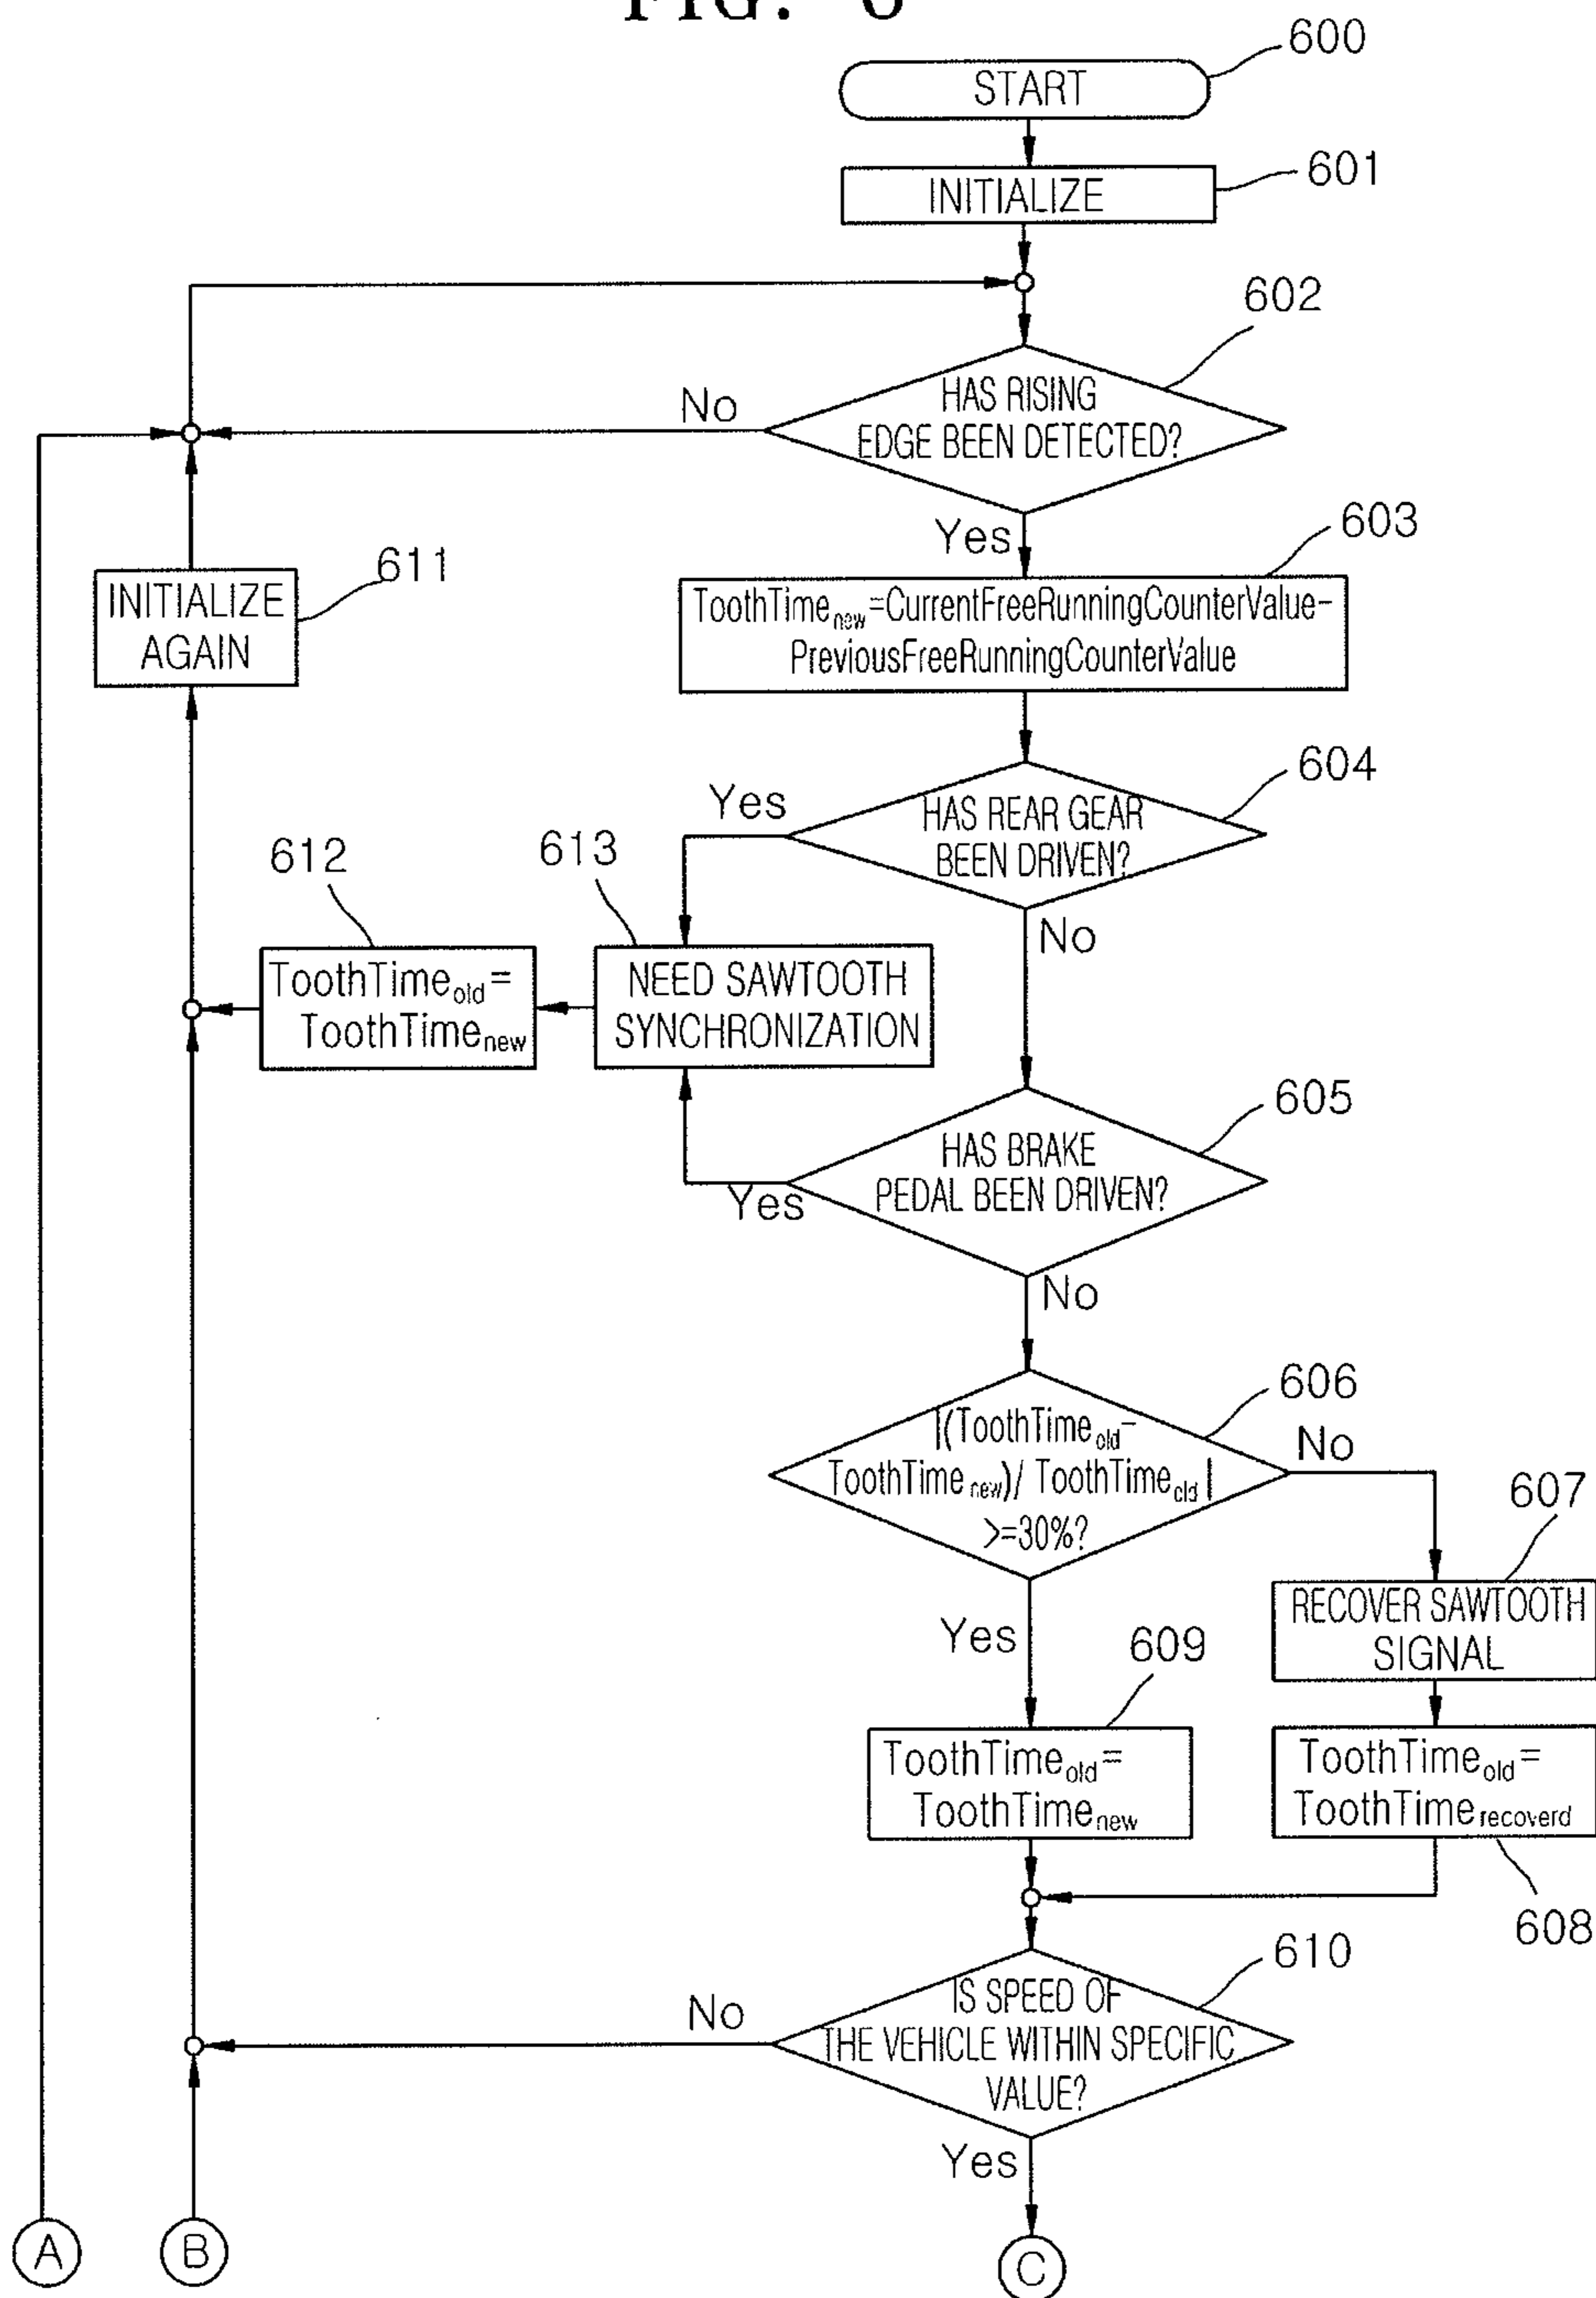 FIG. 6
600
START
601
INITIALIZE
602
HAS RISING
EDGE BEEN DETECTED?
No
Yes
603
ToothTimenew=CurrentFreeRunningCounterValue-
PreviousFreeRunningCounterValue
611
INITIALIZE
AGAIN
604
HAS REAR GEAR
BEEN DRIVEN?
Yes
No
612
ToothTimeold=
ToothTimenew
613
NEED SAWTOOTH
SYNCHRONIZATION
605
HAS BRAKE
PEDAL BEEN DRIVEN?
Yes
No
606
|(ToothTimeold-
ToothTimenew)/ ToothTimeold|
>=30%?
No
Yes
607
RECOVER SAWTOOTH
SIGNAL
609
ToothTimeold=
ToothTimenew
ToothTimeold=
ToothTimerecoverd
608
610
IS SPEED OF
THE VEHICLE WITHIN SPECIFIC
VALUE?
No
Yes
A
B
C